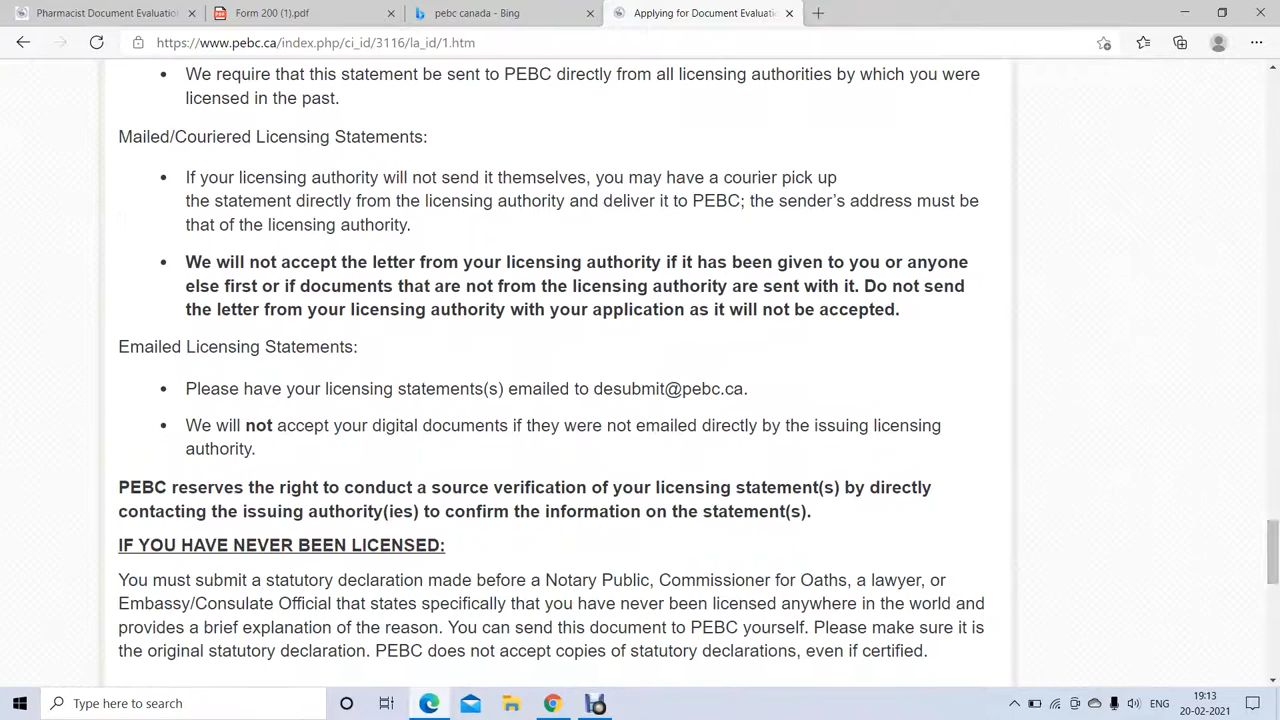 Pharmacist Document Evaluatio
Form 200 (1).pdf
pebc canada - Bing
Applying for Document Evaluati
https://www.pebc.ca/index.php/ci_id/3116/la_id/1.htm
• We require that this statement be sent to PEBC directly from all licensing authorities by which you were
licensed in the past.
Mailed/Couriered Licensing Statements:
• If your licensing authority will not send it themselves, you may have a courier pick up
the statement directly from the licensing authority and deliver it to PEBC; the sender’s address must be
that of the licensing authority.
• We will not accept the letter from your licensing authority if it has been given to you or anyone
else first or if documents that are not from the licensing authority are sent with it. Do not send
the letter from your licensing authority with your application as it will not be accepted.
Emailed Licensing Statements:
• Please have your licensing statements(s) emailed to desubmit@pebc.ca.
• We will not accept your digital documents if they were not emailed directly by the issuing licensing
authority.
PEBC reserves the right to conduct a source verification of your licensing statement(s) by directly
contacting the issuing authority(ies) to confirm the information on the statement(s).
IF YOU HAVE NEVER BEEN LICENSED:
You must submit a statutory declaration made before a Notary Public, Commissioner for Oaths, a lawyer, or
Embassy/Consulate Official that states specifically that you have never been licensed anywhere in the world and
provides a brief explanation of the reason. You can send this document to PEBC yourself. Please make sure it is
the original statutory declaration. PEBC does not accept copies of statutory declarations, even if certified.
Type here to search
ENG
19:13
20-02-2021